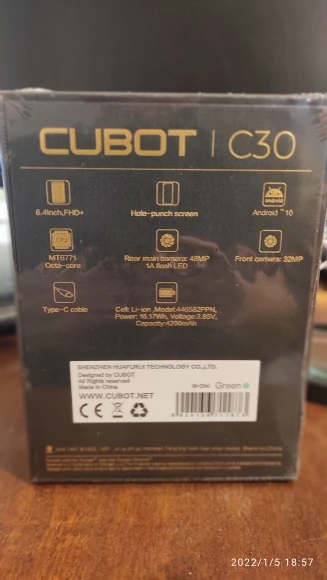 CUBOT | C30
6.4inch,FHD+
Hole-punch screen
Android™ 10
MT6771
Octa-core
Rear main camera: 48MP
1A flash LED
Front camera: 32MP
Type-C cable
Cell: Li-ion ,Model:446582PPN,
Power: 16.17Wh, Voltage:3.85V,
Capacity:4200mAh
SHENZHEN HUAFURUI TECHNOLOGY CO.,LTD.
Designed by CUBOT
All Rights reserved
Made in China
Green
WWW.CUBOT.NET
CE
2022/1/5 18:57